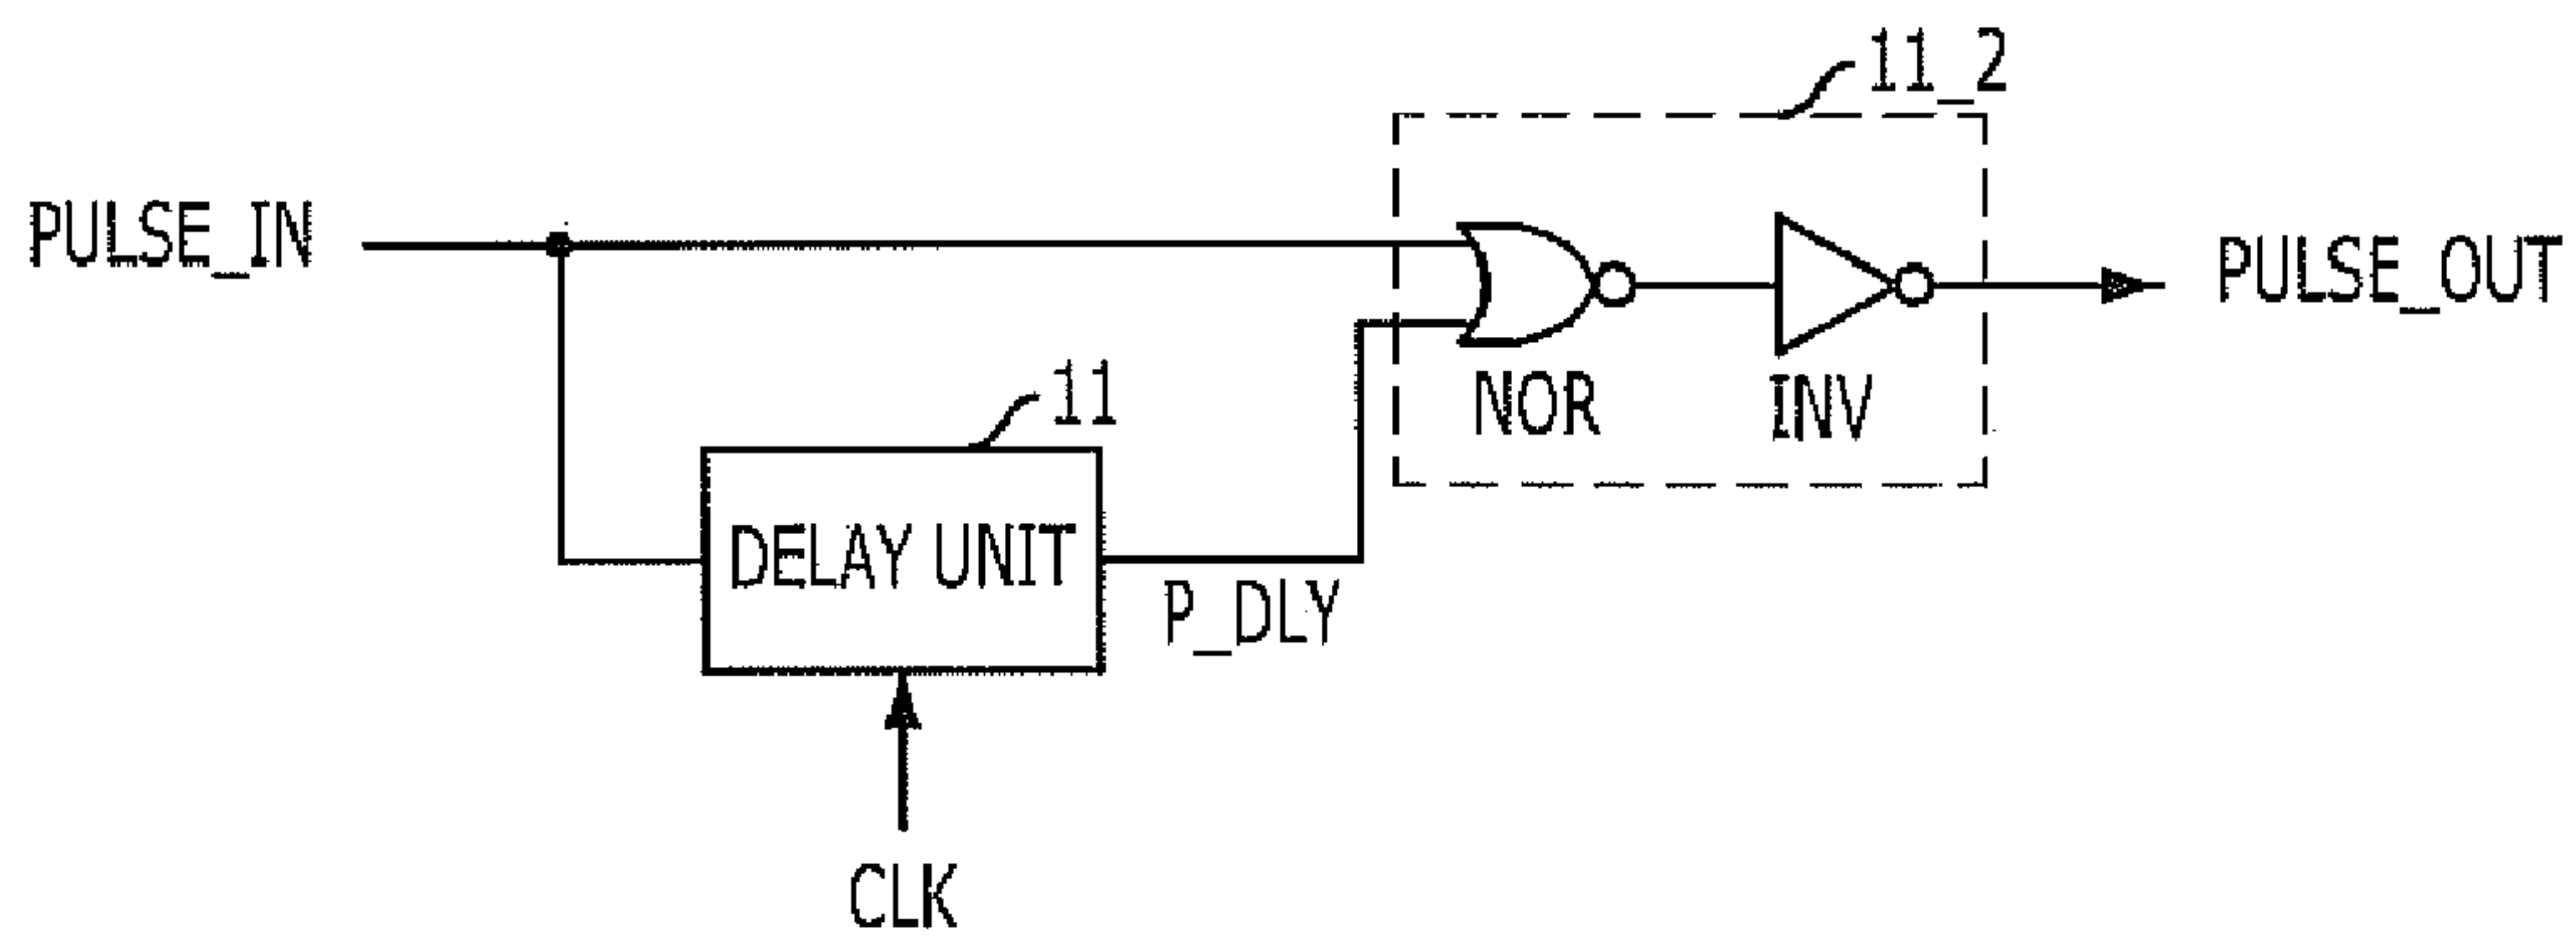 11_2
PULSE_IN
PULSE_OUT
NOR
INV
11
DELAY UNIT
P_DLY
CLK